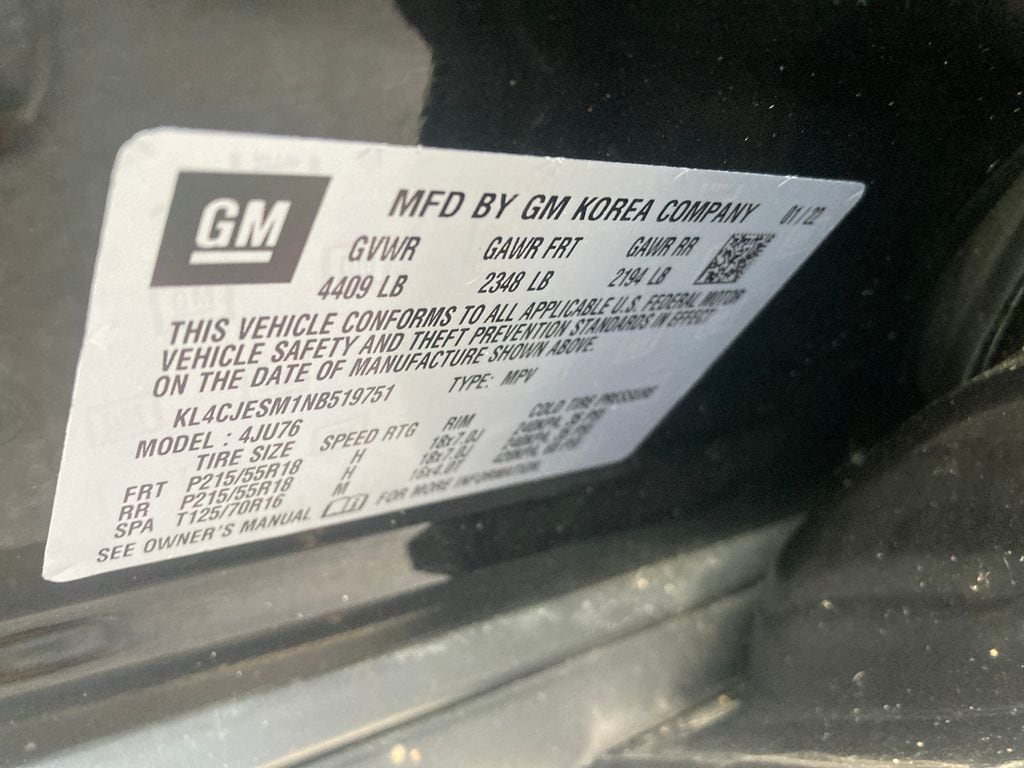 GM
MFD BY GM KOREA COMPANY 01/22
GVWR GAWR FRT GAWR RR
4409 LB 2348 LB 2194 LB
THIS VEHICLE CONFORMS TO ALL APPLICABLE U.S. FEDERAL MOTOR
VEHICLE SAFETY AND THEFT PREVENTION STANDARDS IN EFFECT
ON THE DATE OF MANUFACTURE SHOWN ABOVE.
KL4CJESM1NB519751 TYPE: MPV
MODEL : 4JU76
TIRE SIZE SPEED RTG RIM COLD TIRE PRESSURE
FRT P215/55R18 H 18x7.0J
RR P215/55R18 H 18x7.0J
SPA T125/70R16 M 16x4.0T
SEE OWNER'S MANUAL FOR MORE INFORMATION.